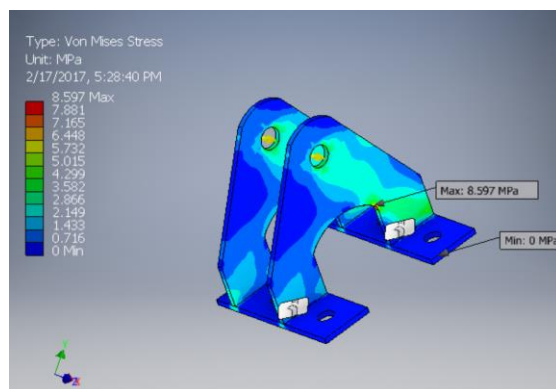 Type: Von Mises Stress
Unit: MPa
2/17/2017, 5:28:40 PM
8.597 Max
7.881
7.165
6.448
5.732
5.015
4.299
3.582
2.866
2.149
1.433
0.716
0 Min
Max: 8.597 MPa
Min: 0 MPa